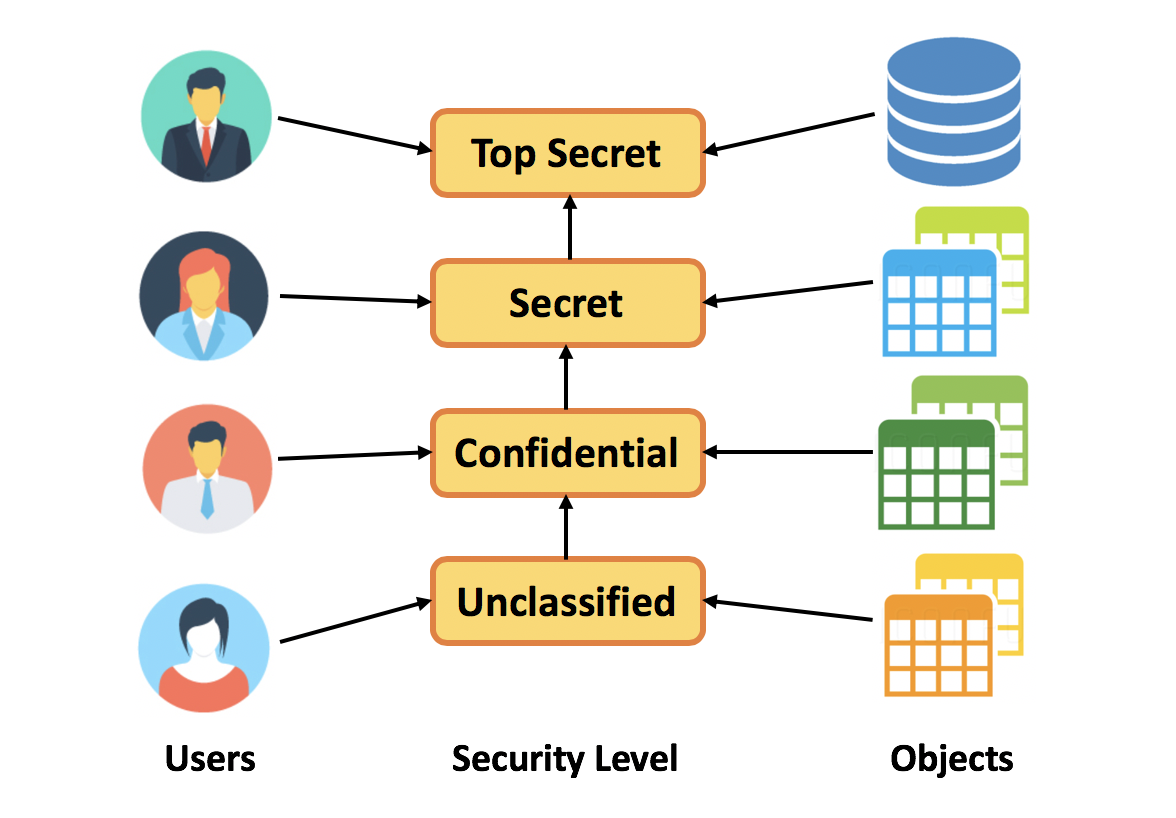 Top Secret
Secret
Confidential
Unclassified
Users
Security Level
Objects